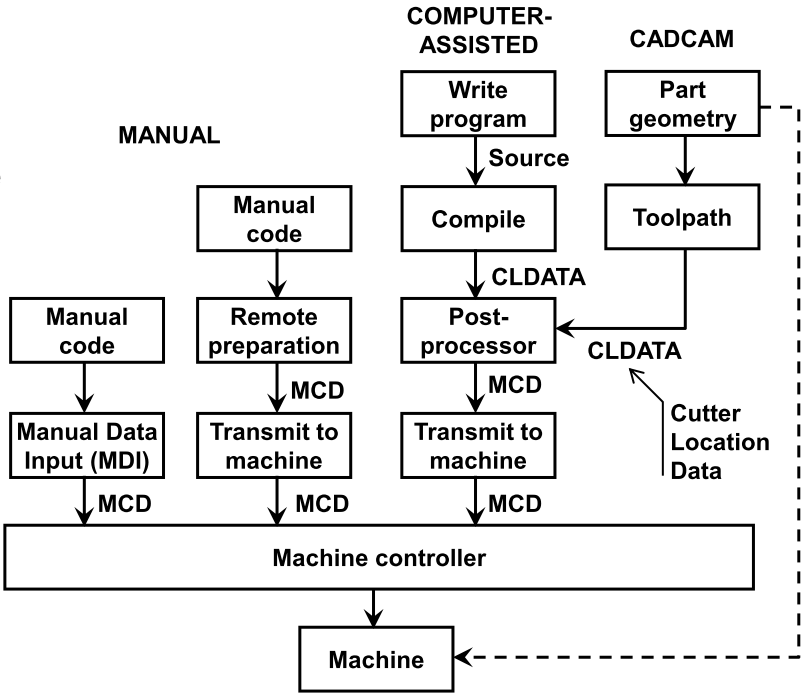 COMPUTER-
ASSISTED
CADCAM
MANUAL
Write
program
Part
geometry
Source
Manual
code
Compile
Toolpath
CLDATA
Manual
code
Remote
preparation
Post-
processor
CLDATA
MCD
MCD
Cutter
Location
Data
Manual Data
Input (MDI)
Transmit to
machine
Transmit to
machine
MCD
MCD
MCD
Machine controller
Machine